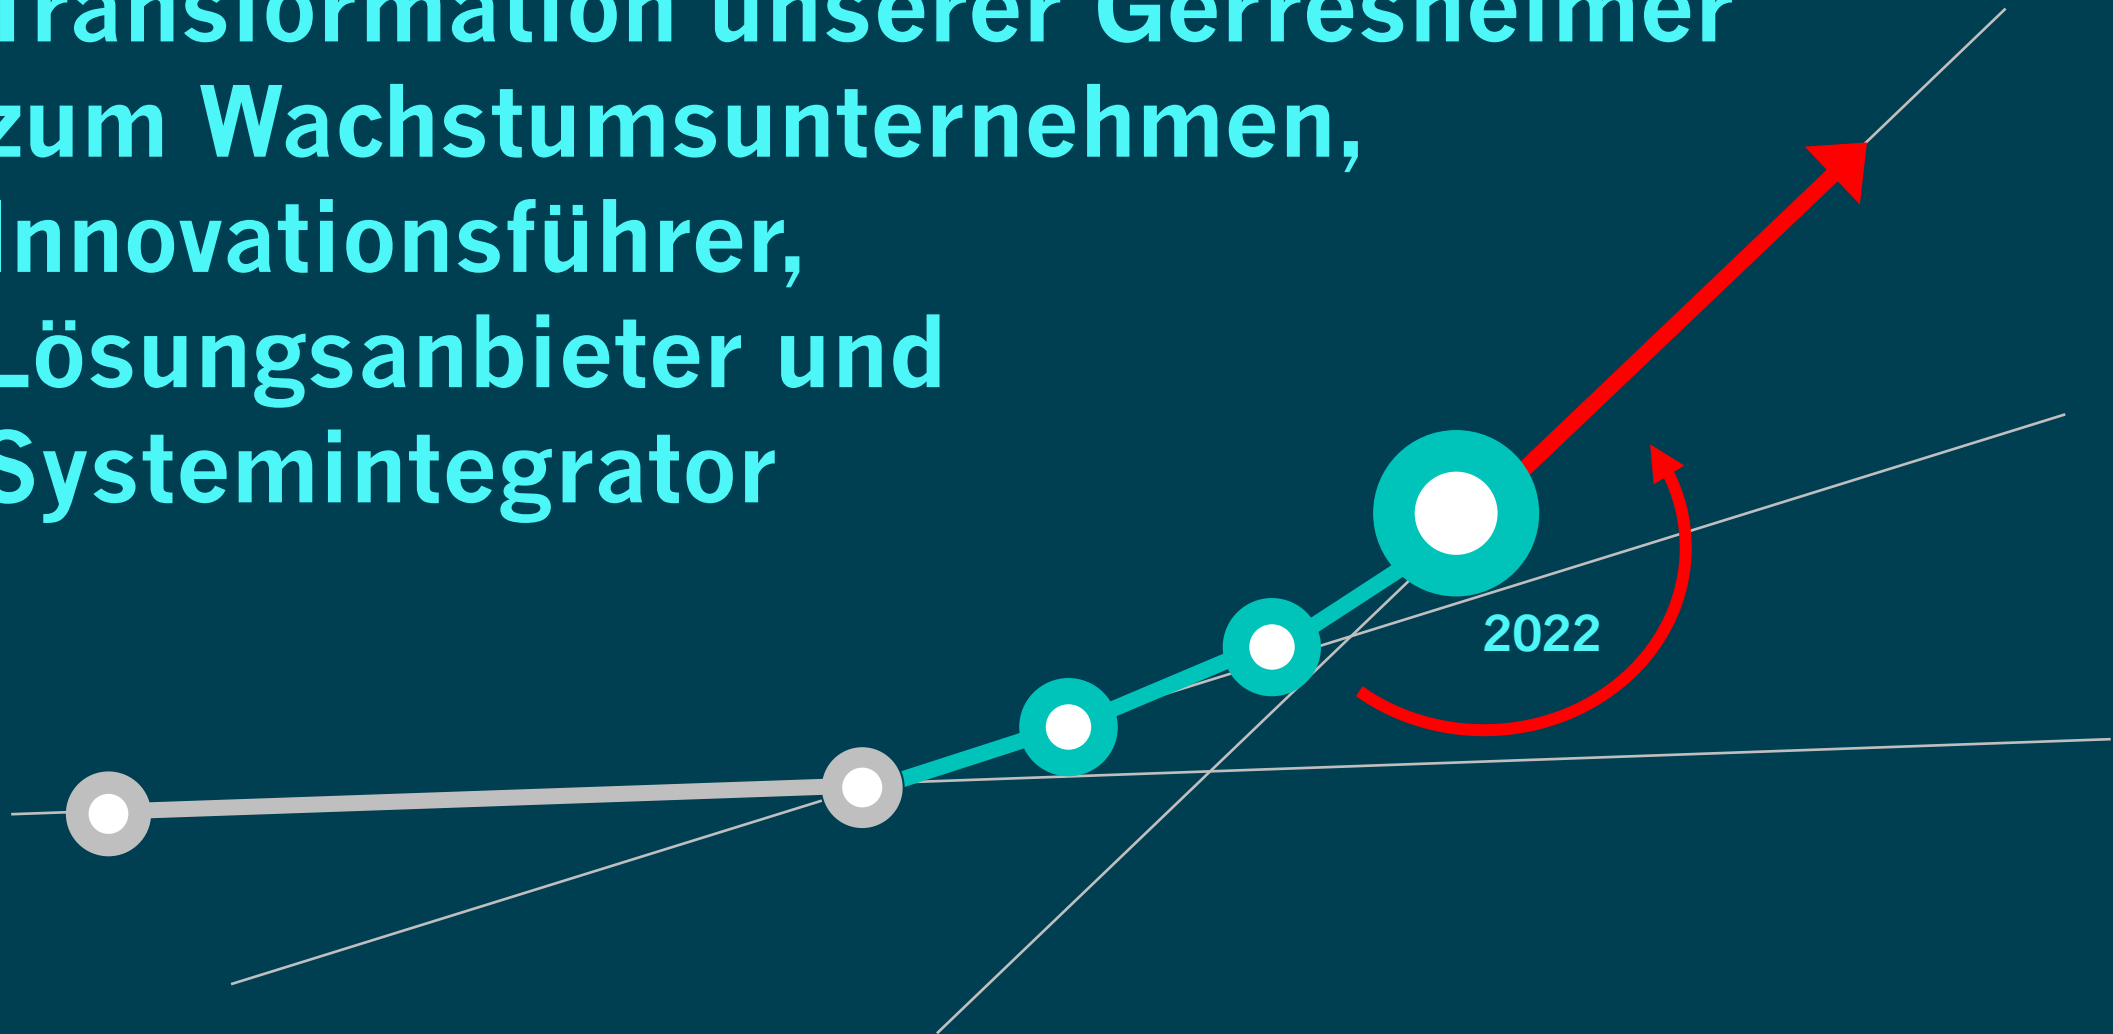 Transformation unserer Gerresheimer
zum Wachstumsunternehmen,
Innovationsführer,
Lösungsanbieter und
Systemintegrator
2022